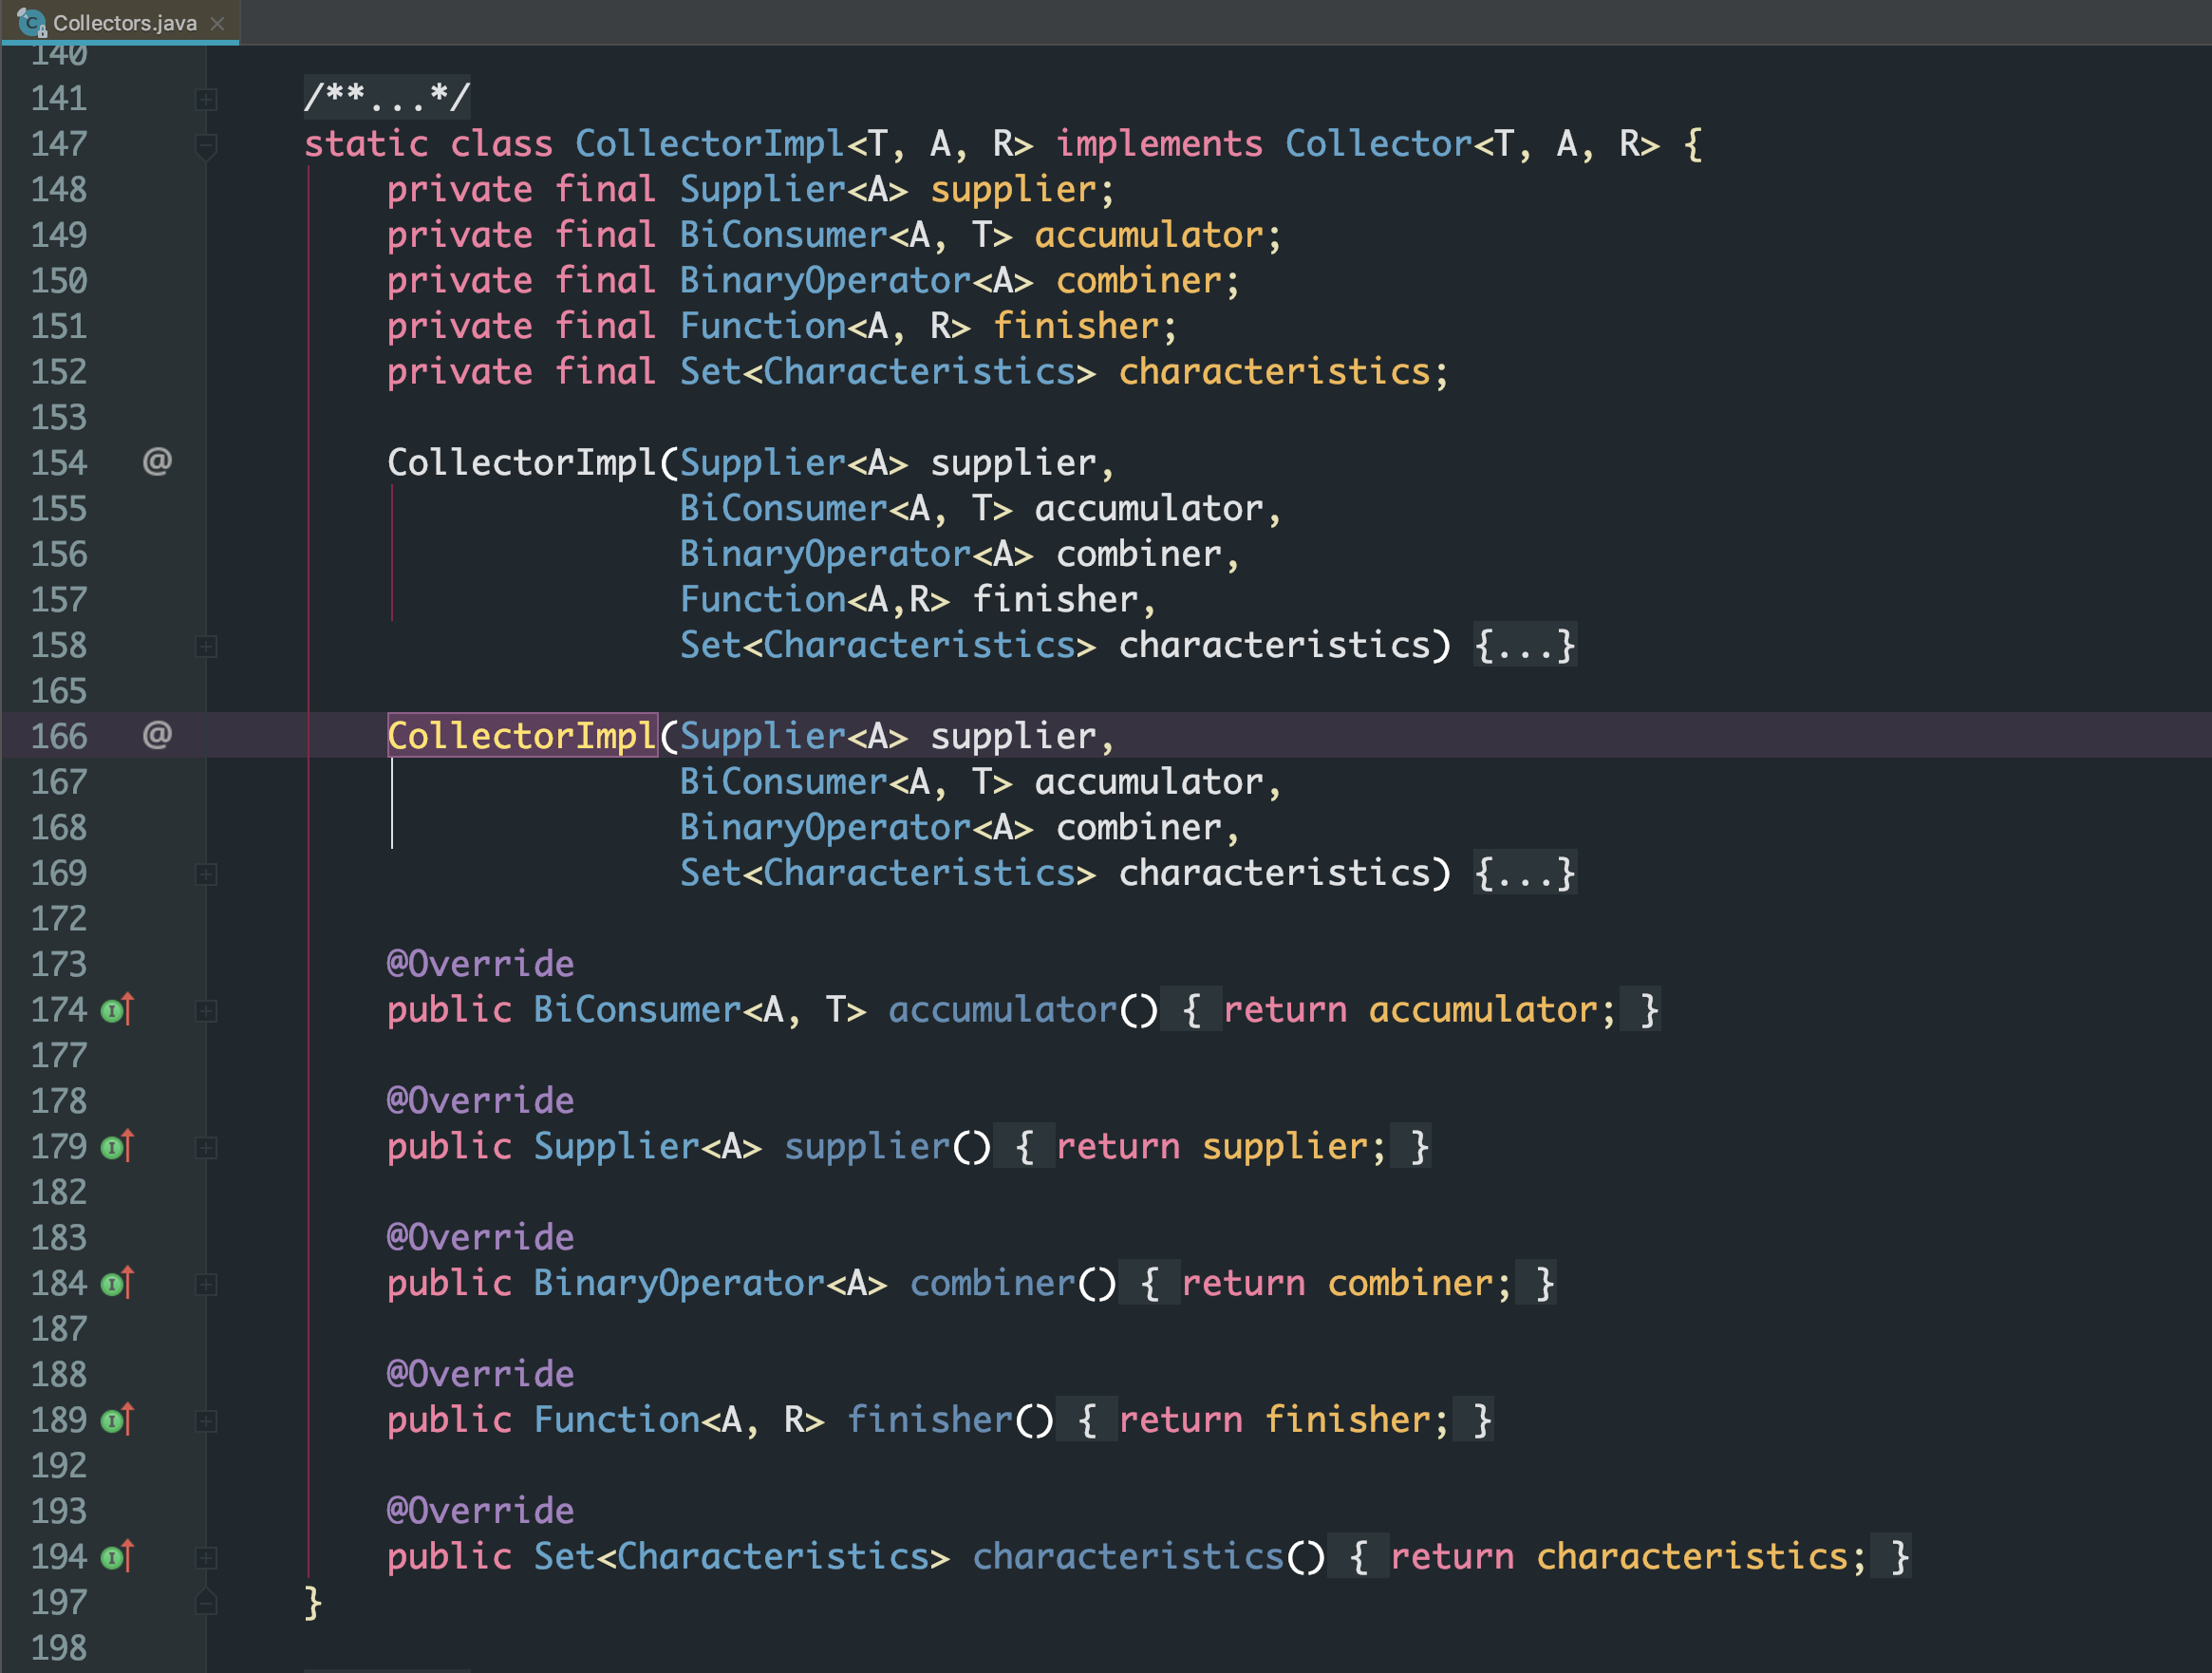 Collectors.java
140
141 /**...*/
147 static class CollectorImpl<T, A, R> implements Collector<T, A, R> {
148 private final Supplier<A> supplier;
149 private final BiConsumer<A, T> accumulator;
150 private final BinaryOperator<A> combiner;
151 private final Function<A, R> finisher;
152 private final Set<Characteristics> characteristics;
153
154 @ CollectorImpl(Supplier<A> supplier,
155 BiConsumer<A, T> accumulator,
156 BinaryOperator<A> combiner,
157 Function<A,R> finisher,
158 Set<Characteristics> characteristics) {...}
165
166 @ CollectorImpl(Supplier<A> supplier,
167 BiConsumer<A, T> accumulator,
168 BinaryOperator<A> combiner,
169 Set<Characteristics> characteristics) {...}
172
173 @Override
174 public BiConsumer<A, T> accumulator() { return accumulator; }
177
178 @Override
179 public Supplier<A> supplier() { return supplier; }
182
183 @Override
184 public BinaryOperator<A> combiner() { return combiner; }
187
188 @Override
189 public Function<A, R> finisher() { return finisher; }
192
193 @Override
194 public Set<Characteristics> characteristics() { return characteristics; }
197 }
198